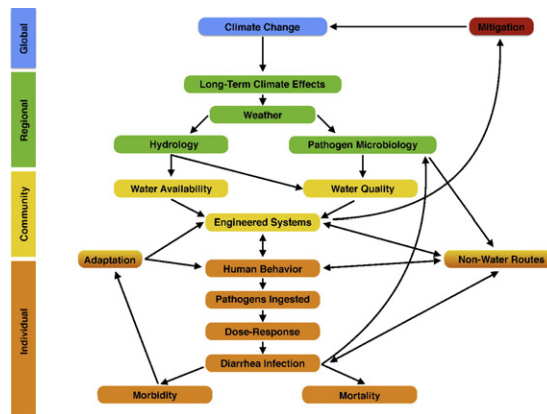 Global
Climate Change
Mitigation
Regional
Long-Term Climate Effects
Weather
Hydrology
Pathogen Microbiology
Community
Water Availability
Water Quality
Engineered Systems
Adaptation
Human Behavior
Non-Water Routes
Individual
Pathogens Ingested
Dose-Response
Diarrhea Infection
Morbidity
Mortality